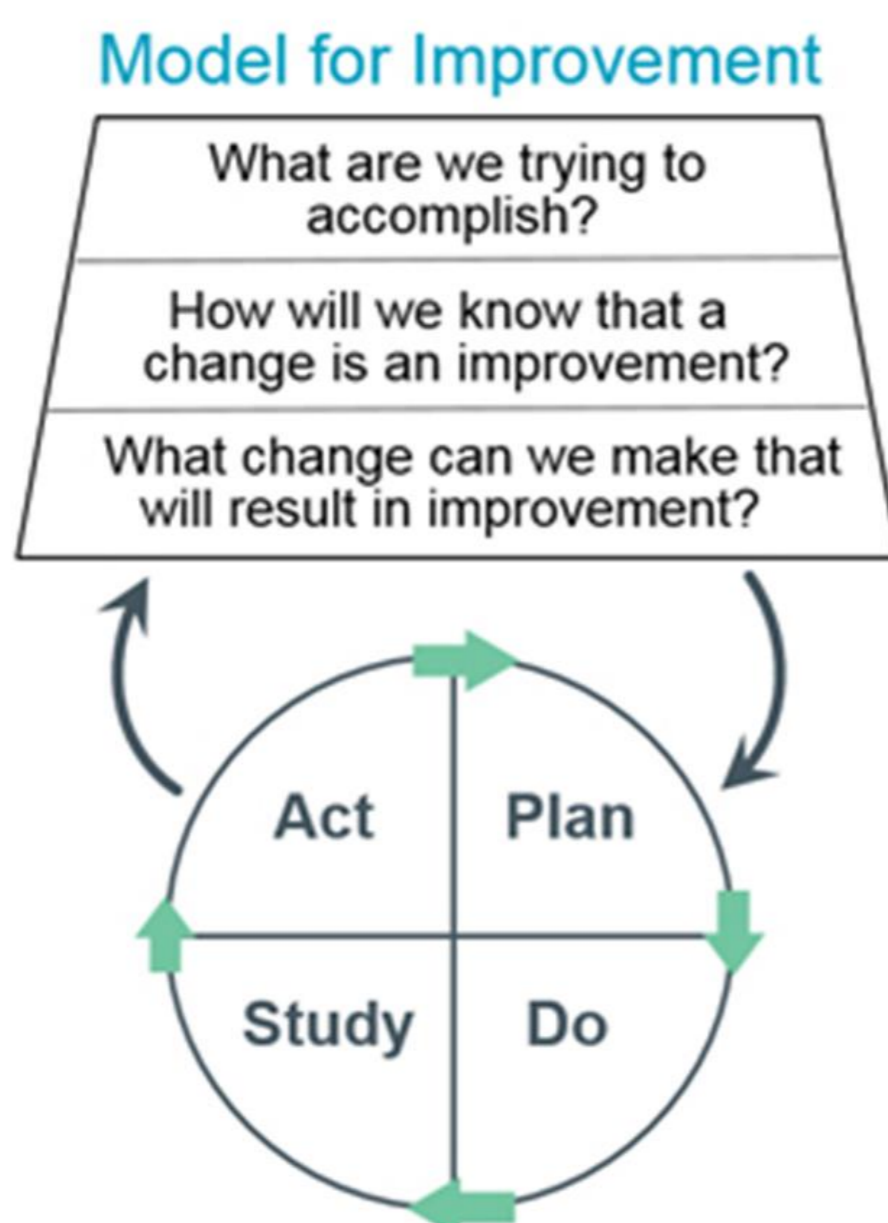 Model for Improvement
What are we trying to
accomplish?
How will we know that a
change is an improvement?
What change can we make that
will result in improvement?
Act
Plan
Study
Do